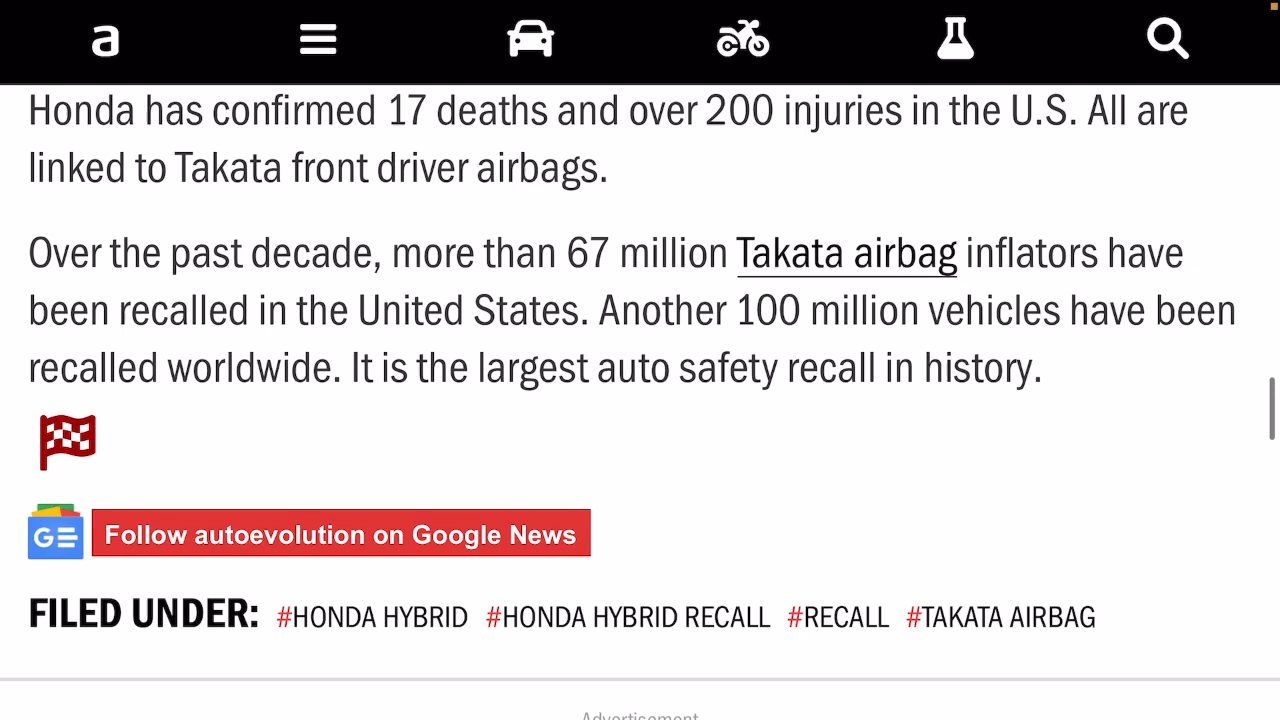 a
Honda has confirmed 17 deaths and over 200 injuries in the U.S. All are
linked to Takata front driver airbags.
Over the past decade, more than 67 million Takata airbag inflators have
been recalled in the United States. Another 100 million vehicles have been
recalled worldwide. It is the largest auto safety recall in history.
G Follow autoevolution on Google News
FILED UNDER: #HONDA HYBRID #HONDA HYBRID RECALL #RECALL #TAKATA AIRBAG
Advertisement